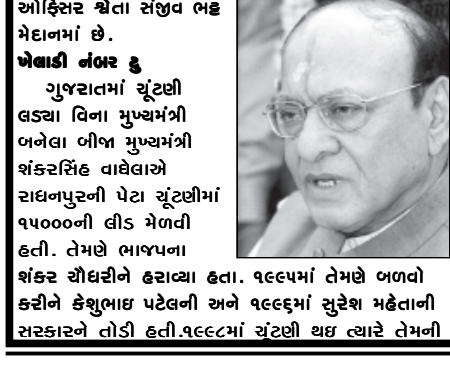 ઓફ્સિર શ્વેતા સંજીવ ભટ્ટ
મેદાનમાં છે.
ખેલાડી નંબર ટુ
ગુજરાતમાં ચૂંટણી
લડ્યા વિના મુખ્યમંત્રી
બનેલા બીજા મુખ્યમંત્રી
શંકરસિંહ વાઘેલાએ
રાધનપુરની પેટા ચૂંટણીમાં
૧૫૦૦૦ની લીડ મેળવી
હતી. તેમણે ભાજપના
શંકર ચૌધરીને હરાવ્યા હતા. ૧૯૯૫માં તેમણે બળવો
કરીને કેશુભાઇ પટેલની અને ૧૯૯૬માં સુરેશ મહેતાની
સરકારને તોડી હતી.૧૯૯૮માં ચૂંટણી થઇ ત્યારે તેમની